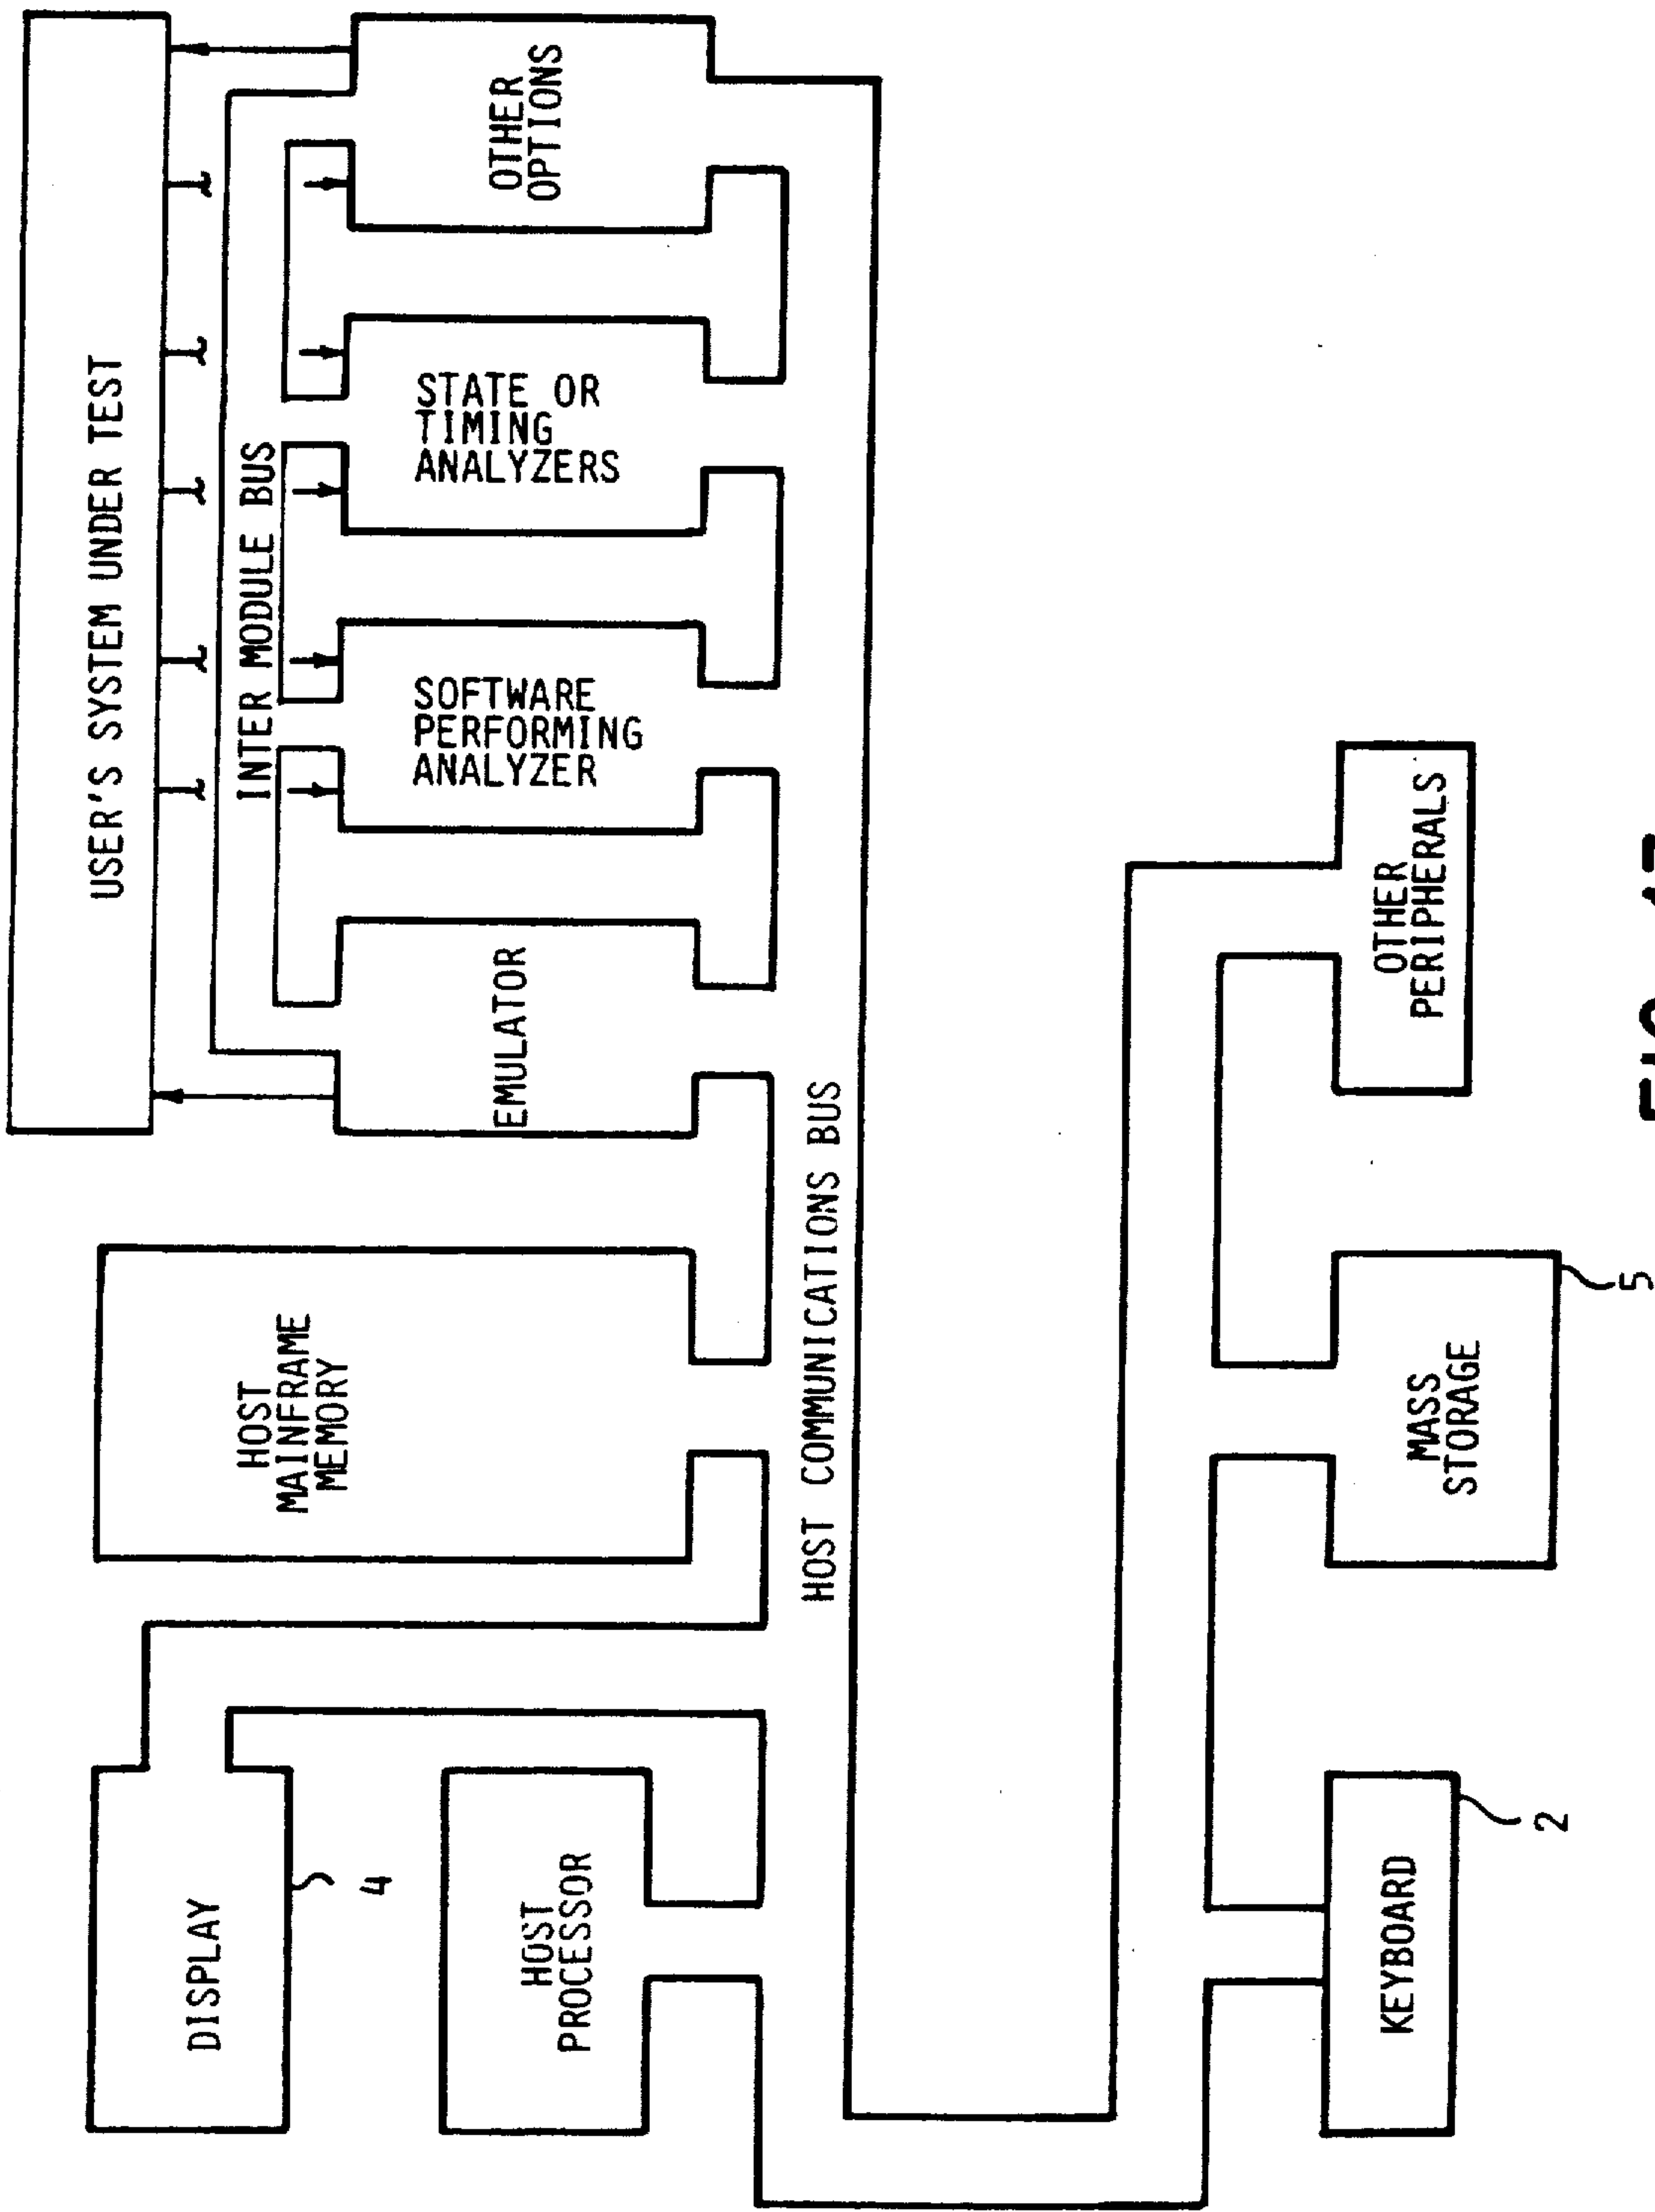 USER'S SYSTEM UNDER TEST
INTER MODULE BUS
DISPLAY
4
HOST
PROCESSOR
HOST
MAINFRAME
MEMORY
EMULATOR
SOFTWARE
PERFORMING
ANALYZER
STATE OR
TIMING
ANALYZERS
OTHER
OPTIONS
HOST COMMUNICATIONS BUS
KEYBOARD
2
MASS
STORAGE
5
OTHER
PERIPHERALS